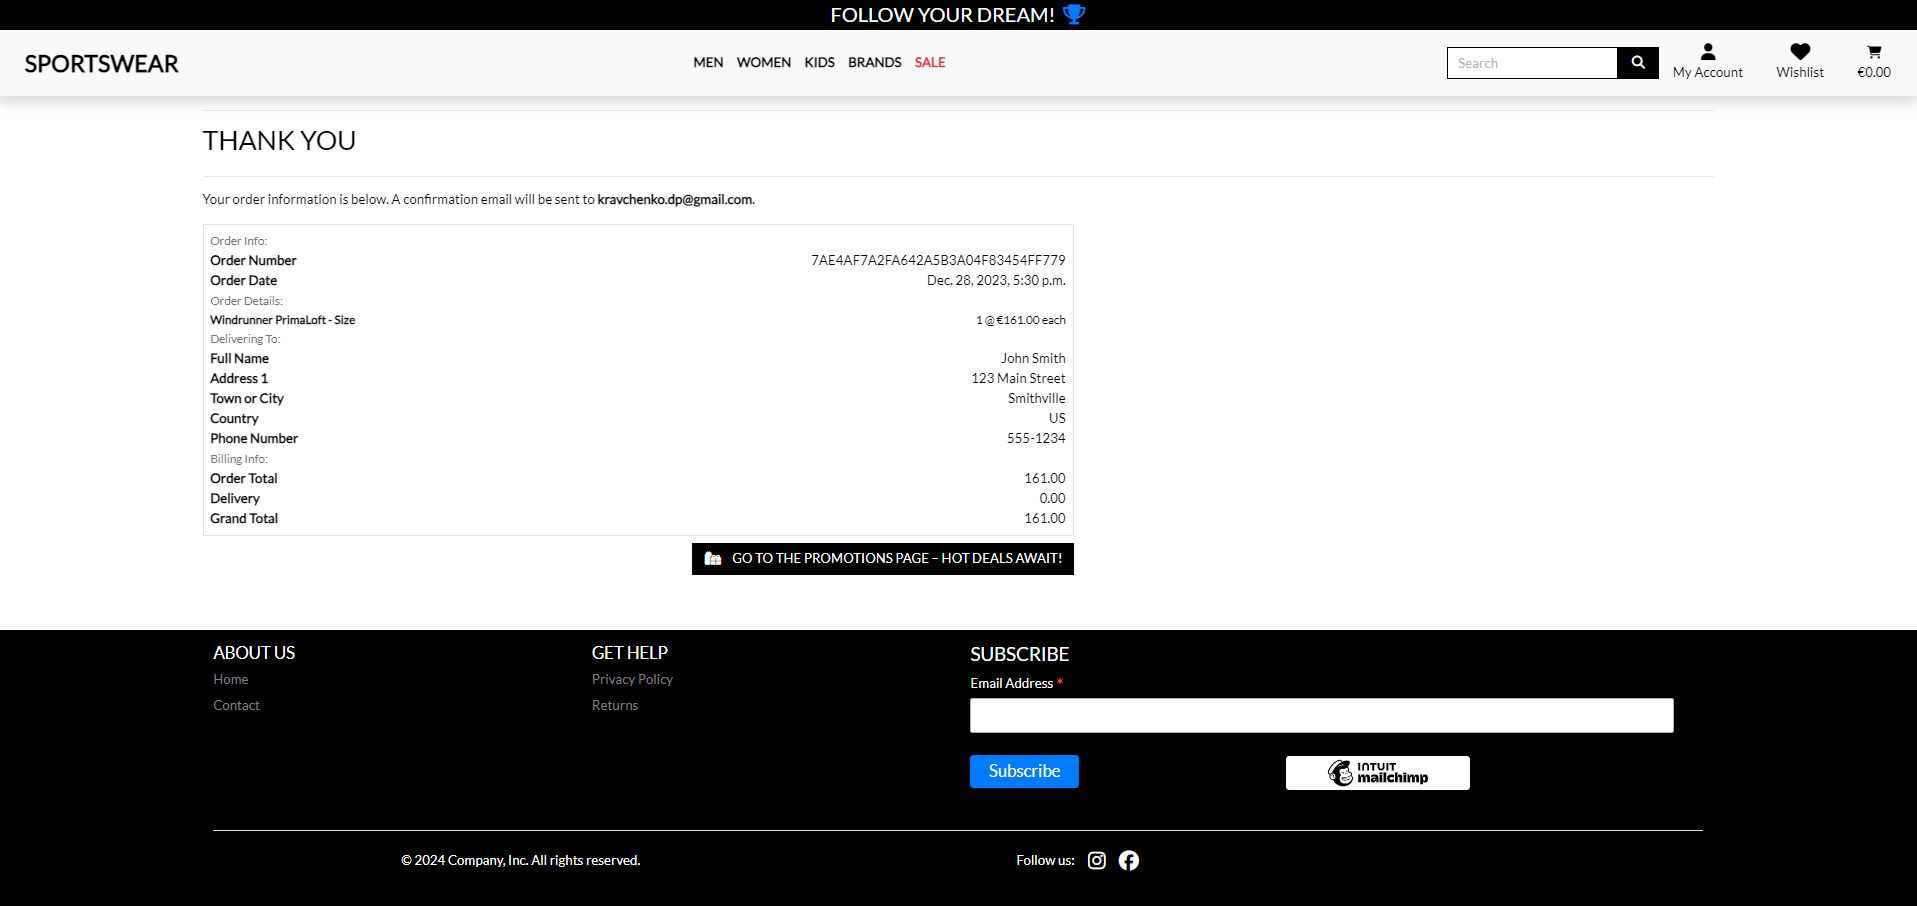 FOLLOW YOUR DREAM!
SPORTSWEAR
MEN WOMEN KIDS BRANDS SALE
Search
My Account
Wishlist
€0.00
THANK YOU
Your order information is below. A confirmation email will be sent to kravchenko.dp@gmail.com.
Order Info:
Order Number 7AE4AF7A2FA642A5B3A04F83454FF779
Order Date Dec. 28, 2023, 5:30 p.m.
Order Details:
Windrunner PrimaLoft - Size 1 @ €161.00 each
Delivering To:
Full Name John Smith
Address 1 123 Main Street
Town or City Smithville
Country US
Phone Number 555-1234
Billing Info:
Order Total 161.00
Delivery 0.00
Grand Total 161.00
GO TO THE PROMOTIONS PAGE – HOT DEALS AWAIT!
ABOUT US
Home
Contact
GET HELP
Privacy Policy
Returns
SUBSCRIBE
Email Address *
Subscribe
INTUIT
mailchimp
© 2024 Company, Inc. All rights reserved.
Follow us: